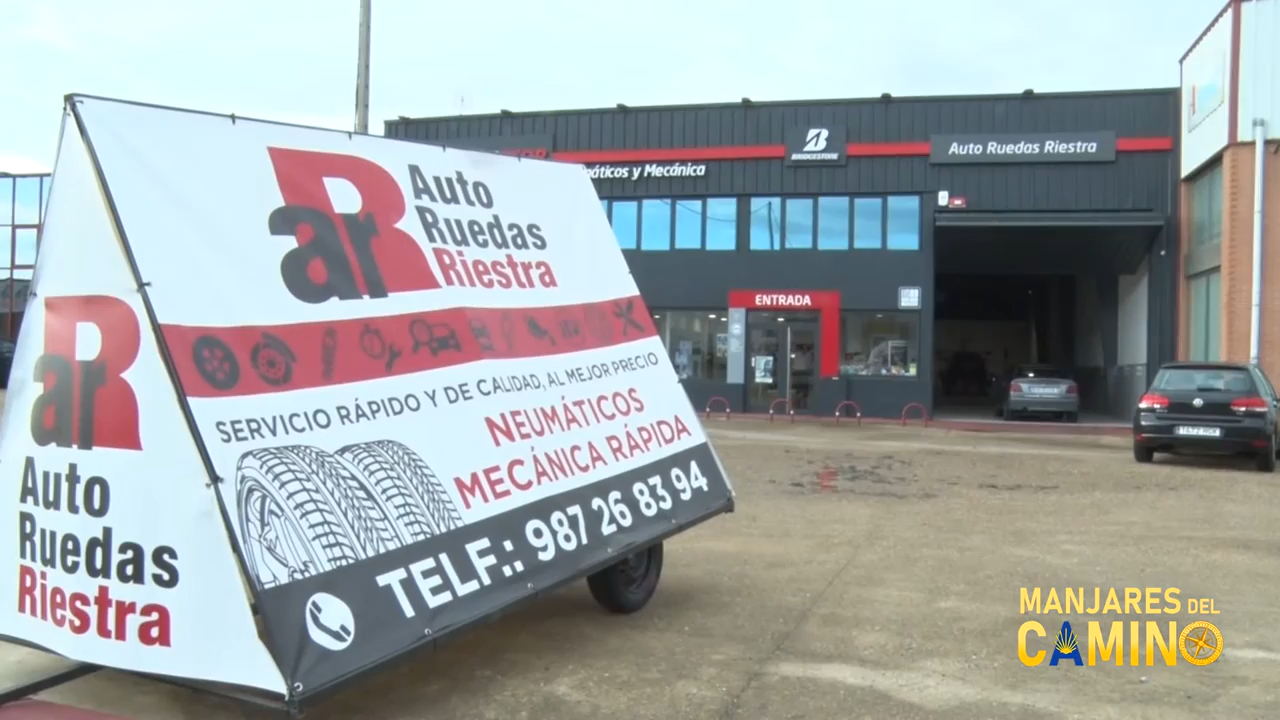 ar
Auto
Ruedas
Riestra
SERVICIO RÁPIDO Y DE CALIDAD, AL MEJOR PRECIO
NEUMÁTICOS
MECÁNICA RÁPIDA
TELF.: 987 26 83 94
ar
Auto
Ruedas
Riestra
y Mecánica
BRIDGESTONE
Auto Ruedas Riestra
ENTRADA
MANJARES DEL
CAMINO